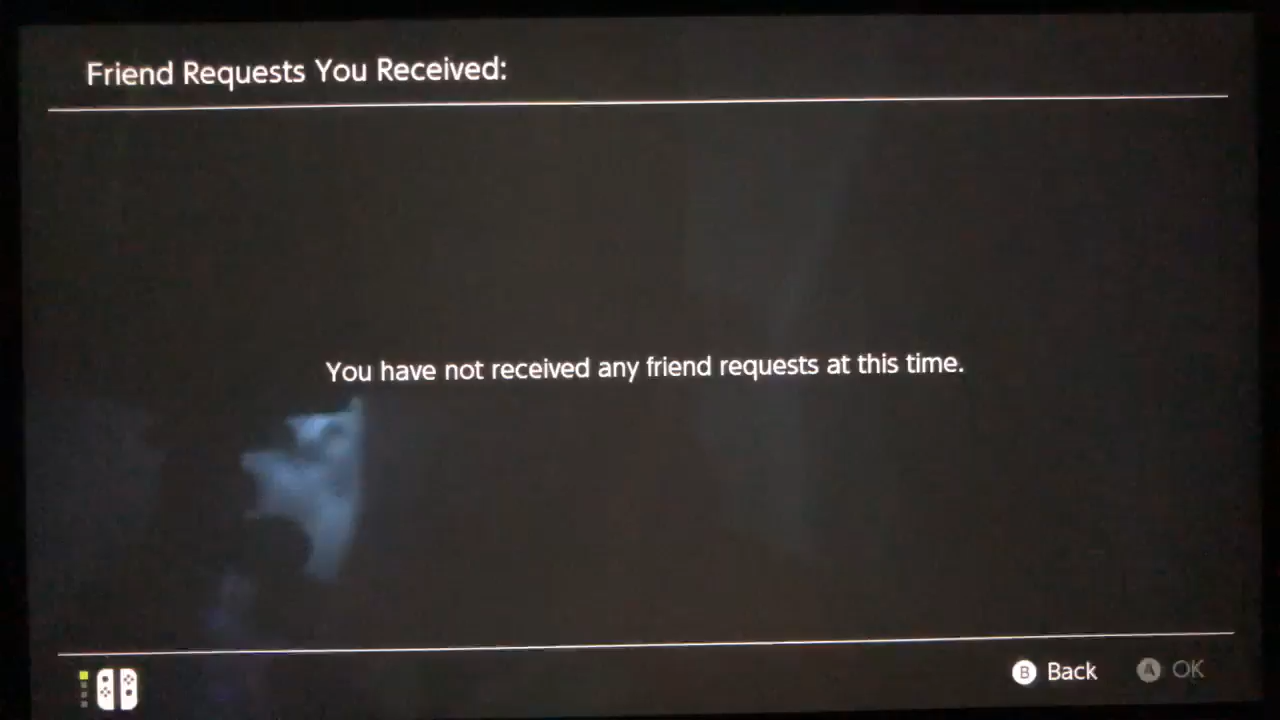 Friend Requests You Received:
You have not received any friend requests at this time.
B Back A OK